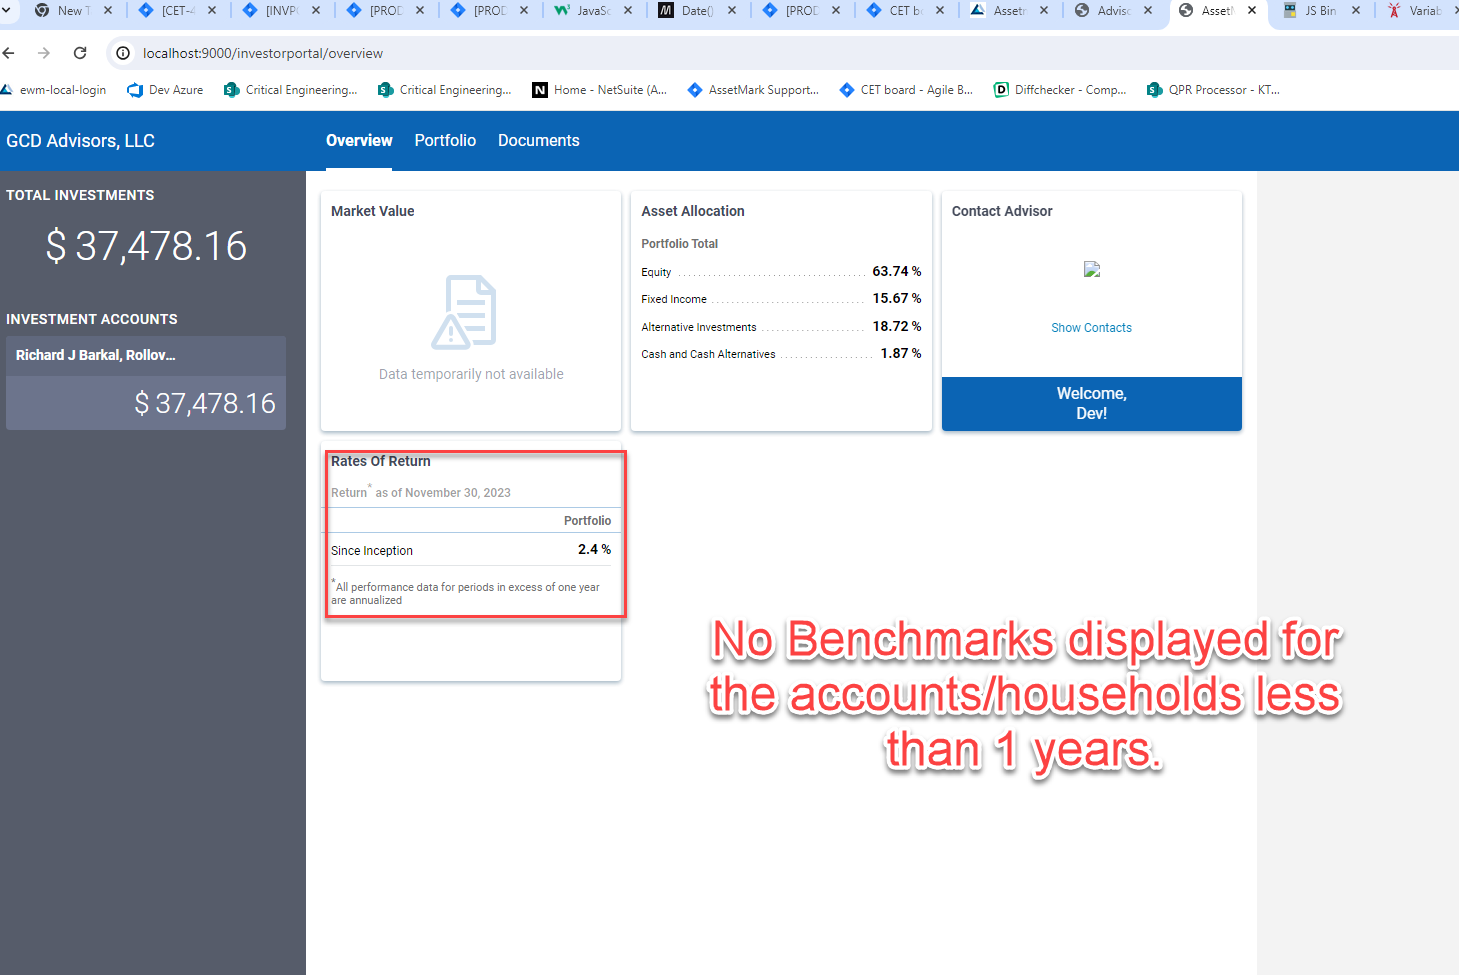 New T
[CET-4
[INVPO
[PROD
[PROD
JavaSc
Date()
[PROD
CET bo
Assetm
Adviso
AssetM
JS Bin
Variab
localhost:9000/investorportal/overview
ewm-local-login
Dev Azure
Critical Engineering...
Critical Engineering...
Home - NetSuite (A...
AssetMark Support...
CET board - Agile B...
Diffchecker - Comp...
QPR Processor - KT...
GCD Advisors, LLC
Overview
Portfolio
Documents
TOTAL INVESTMENTS
$ 37,478.16
INVESTMENT ACCOUNTS
Richard J Barkal, Rollov...
$ 37,478.16
Market Value
Data temporarily not available
Asset Allocation
Portfolio Total
Equity 63.74 %
Fixed Income 15.67 %
Alternative Investments 18.72 %
Cash and Cash Alternatives 1.87 %
Contact Advisor
Show Contacts
Welcome,
Dev!
Rates Of Return
Return* as of November 30, 2023
Portfolio
Since Inception 2.4 %
*All performance data for periods in excess of one year
are annualized
No Benchmarks displayed for
the accounts/households less
than 1 years.